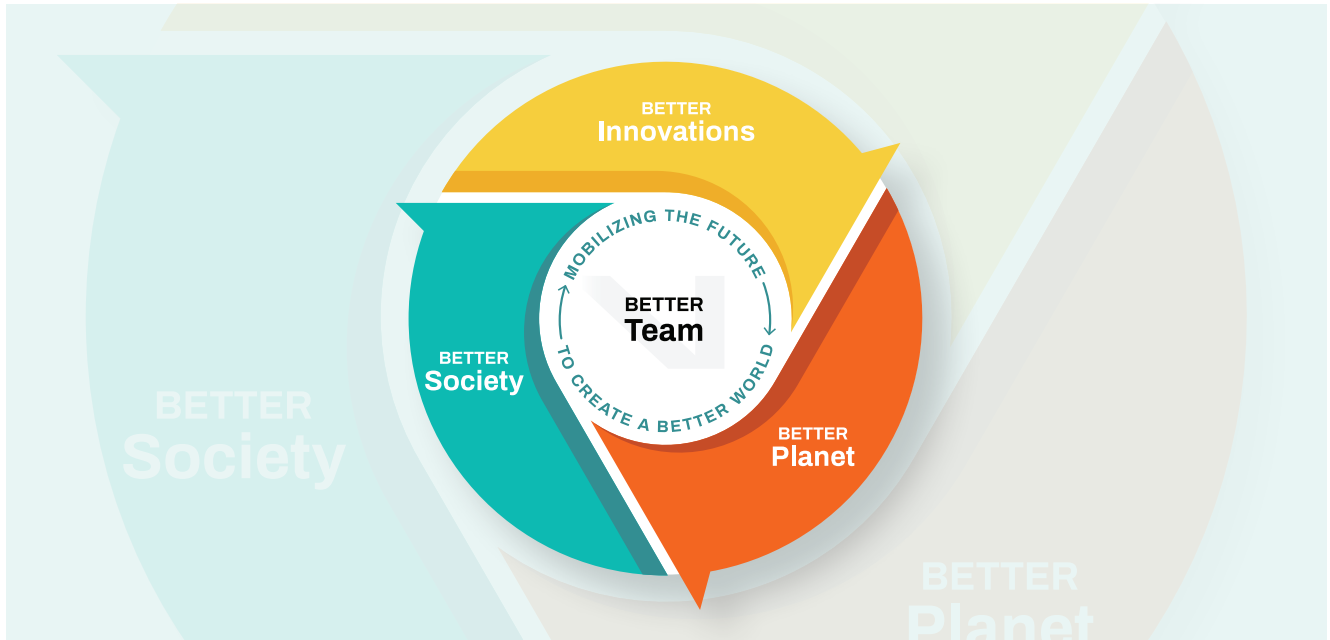 BETTER
Innovations
MOBILIZING THE FUTURE
BETTER
Team
TO CREATE A BETTER WORLD
BETTER
Society
BETTER
Planet
BETTER
Society
BETTER
Planet